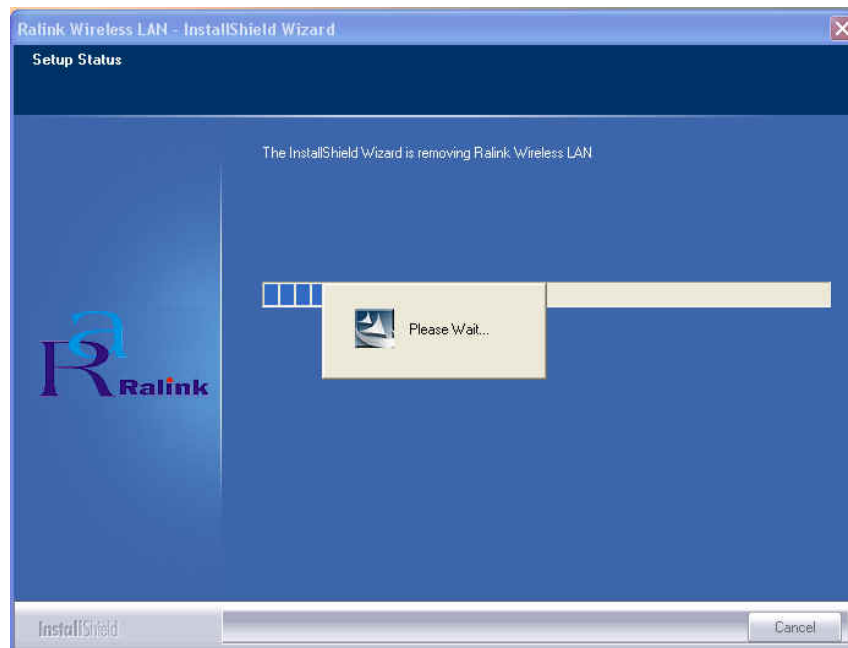 Ralink Wireless LAN - InstallShield Wizard
Setup Status
The InstallShield Wizard is removing Ralink Wireless LAN
Please Wait...
Ra
Ralink
InstallShield
Cancel